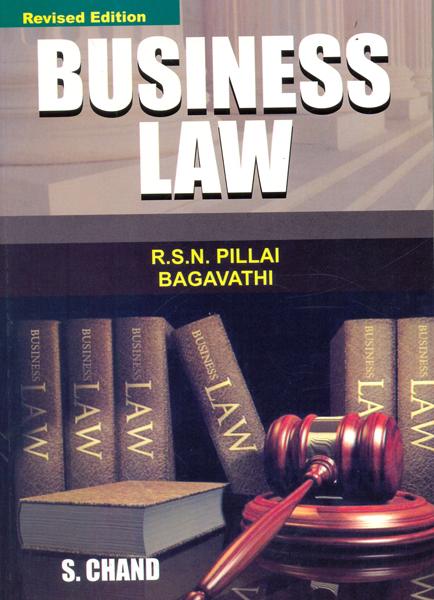 Revised Edition
BUSINESS
LAW
R.S.N. PILLAI
BAGAVATHI
BUSINESS
LAW
BUSINESS
LAW
BUSINESS
LAW
BUSINESS
LAW
BUSINESS
LAW
BUSINESS
LAW
S. CHAND